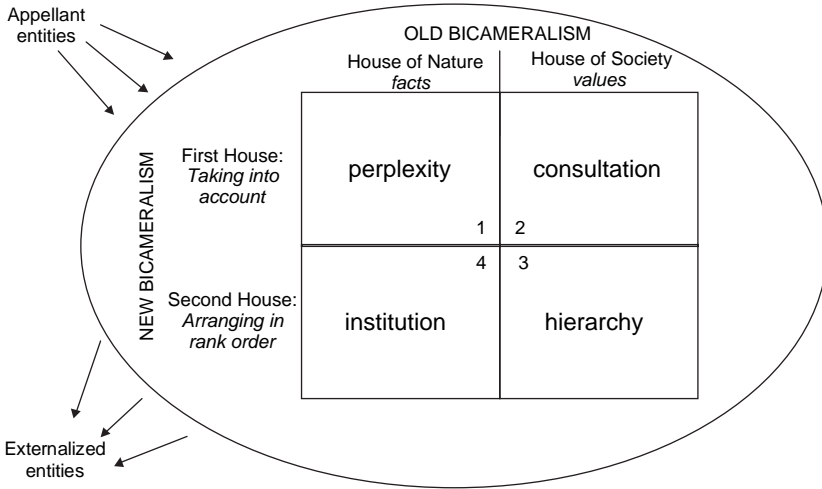 Appellant
entities
OLD BICAMERALISM
House of Nature
facts
House of Society
values
NEW BICAMERALISM
First House:
Taking into
account
perplexity
consultation
1
2
4
3
Second House:
Arranging in
rank order
institution
hierarchy
Externalized
entities